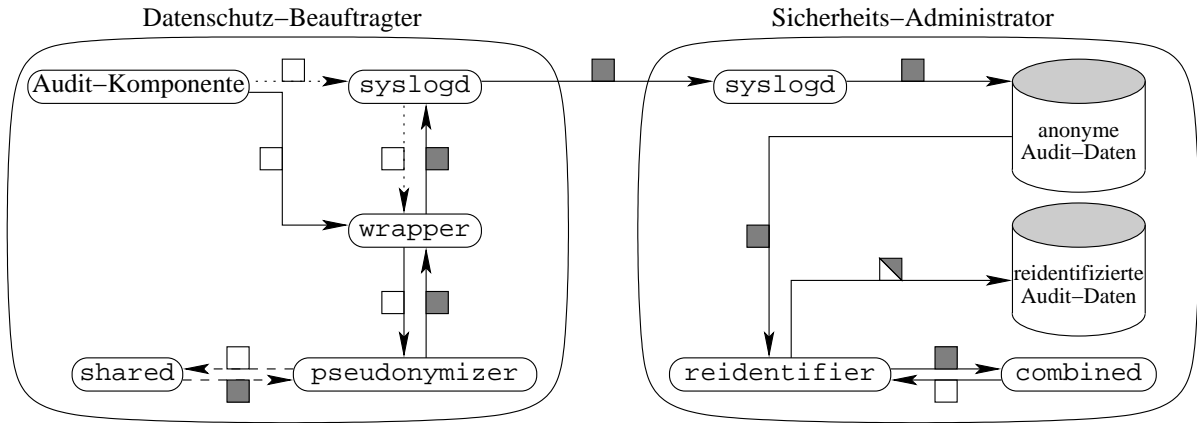 Datenschutz−Beauftragter
Sicherheits−Administrator
Audit−Komponente
syslogd
syslogd
anonyme
Audit−Daten
wrapper
reidentifizierte
Audit−Daten
shared
pseudonymizer
reidentifier
combined